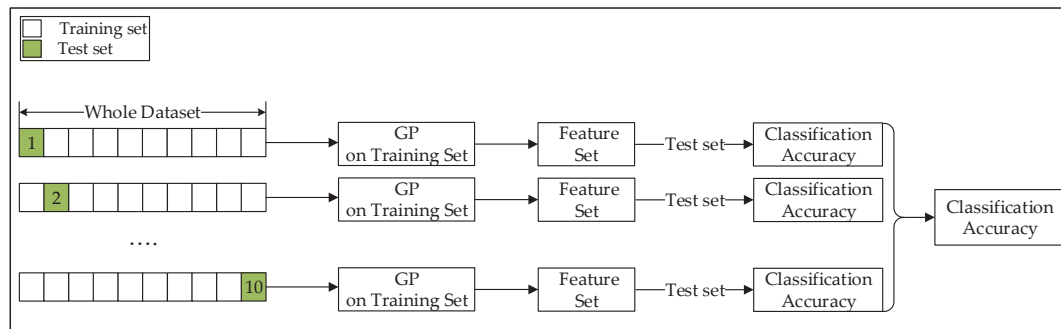 Training set
Test set
Whole Dataset
1
GP
on Training Set
Feature
Set
Test set
Classification
Accuracy
2
GP
on Training Set
Feature
Set
Test set
Classification
Accuracy
Classification
Accuracy
....
10
GP
on Training Set
Feature
Set
Test set
Classification
Accuracy